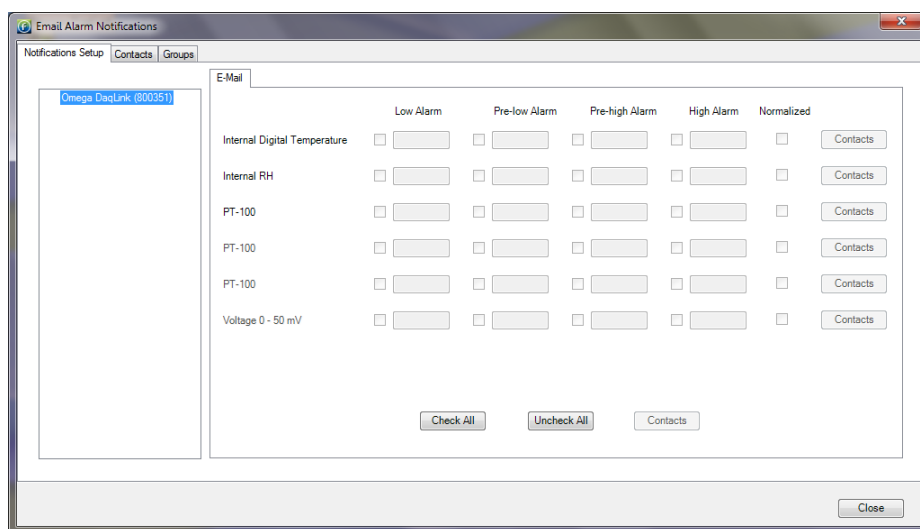 Email Alarm Notifications
Notifications Setup Contacts Groups
E-Mail
Omega DaqLink (800351)
Low Alarm Pre-low Alarm Pre-high Alarm High Alarm Normalized
Internal Digital Temperature Contacts
Internal RH Contacts
PT-100 Contacts
PT-100 Contacts
PT-100 Contacts
Voltage 0 - 50 mV Contacts
Check All Uncheck All Contacts
Close